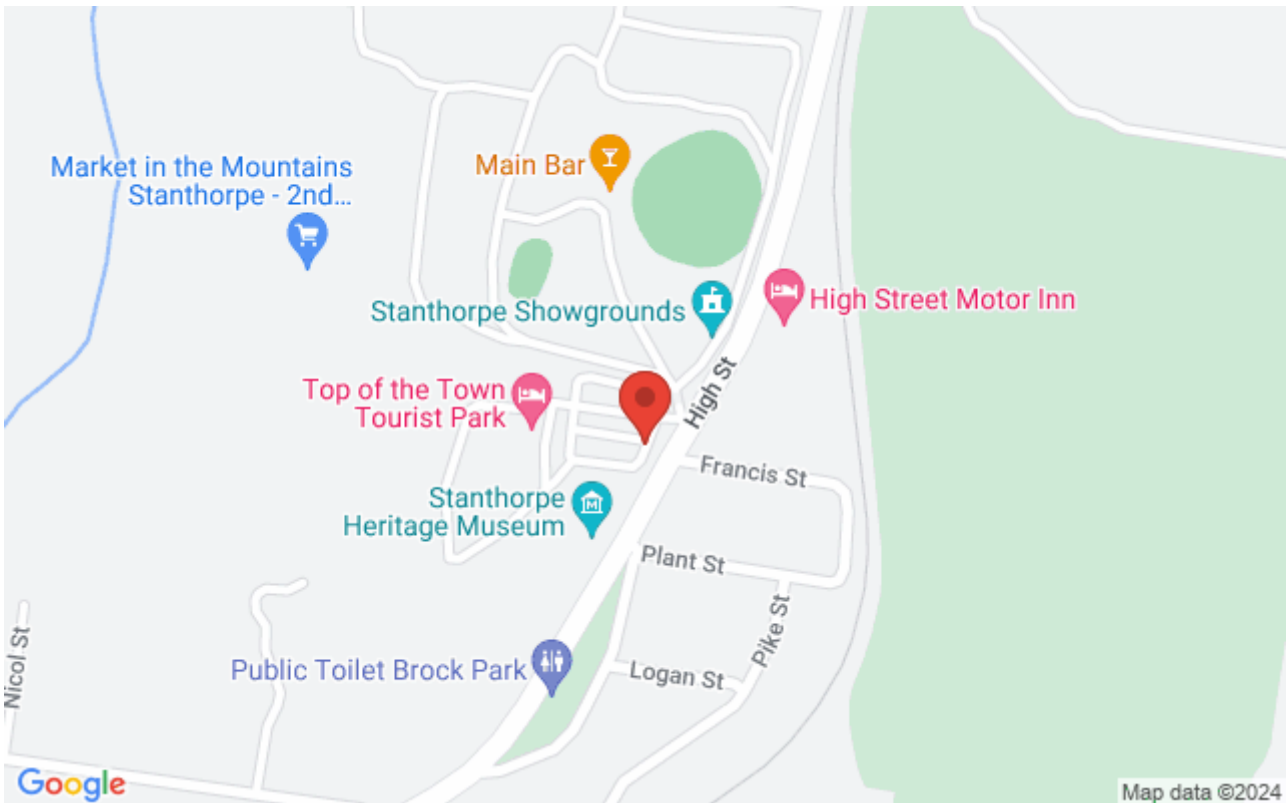 Market in the Mountains
Stanthorpe - 2nd...
Main Bar
Stanthorpe Showgrounds
High Street Motor Inn
Top of the Town
Tourist Park
High St
Francis St
Stanthorpe
Heritage Museum
Plant St
Pike St
Nicol St
Public Toilet Brock Park
Logan St
Google
Map data ©2024